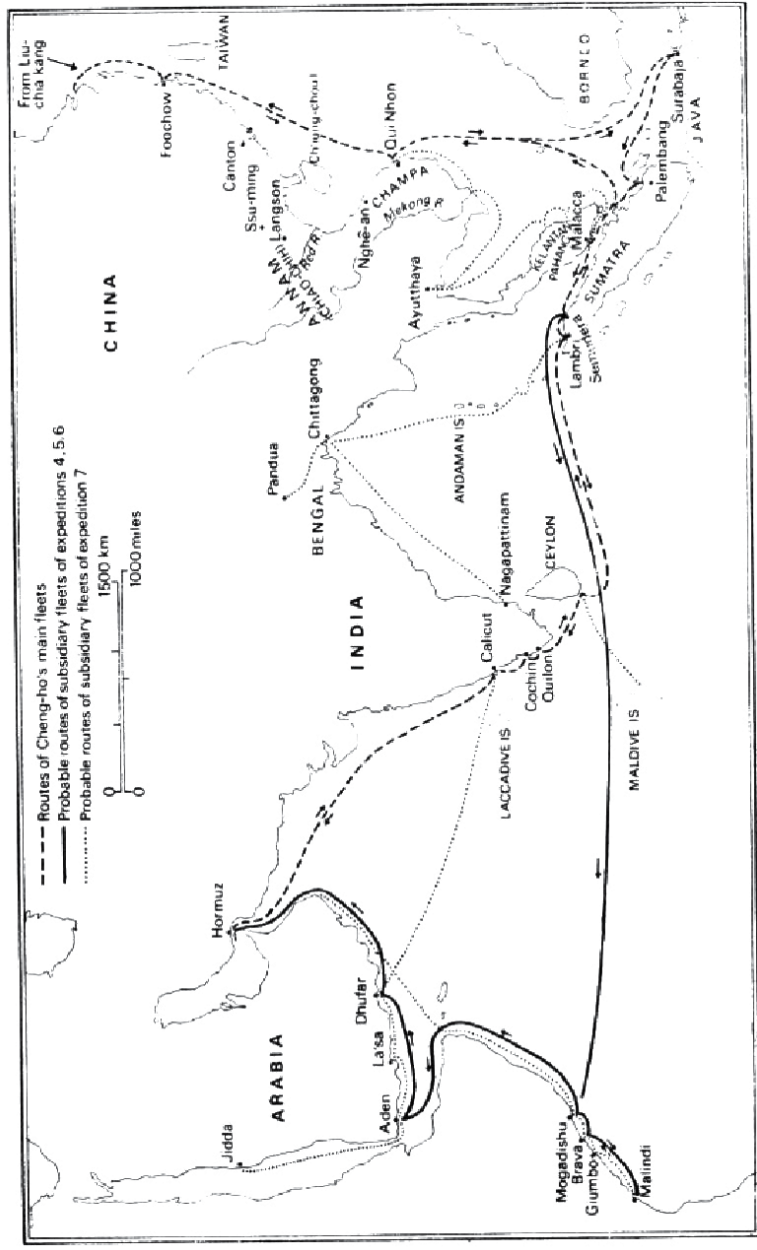 Routes of Cheng-ho's main fleets
Probable routes of subsidiary fleets of expeditions 4,5,6
Probable routes of subsidiary fleets of expedition 7
0 1500 km
0 1000 miles
From Liu-
chia kang
CHINA
TAIWAN
Foochow
Canton
Ssu-ming
Langson
ANNAM
Red R
Nghê-an
CHAMPA
Mekong R
Qui Nhon
Ayutthaya
BORNEO
KELANTAN
PAHANG
Malacca
SUMATRA
Surabaja
JAVA
Palembang
Lambri
Semudera
Pandua
Chittagong
BENGAL
ANDAMAN IS
INDIA
Nagapattinam
CEYLON
Calicut
Cochin
Quilon
LACCADIVE IS
MALDIVE IS
Hormuz
ARABIA
Dhufar
La'sa
Aden
Jidda
Mogadishu
Brava
Giumbo
Malindi